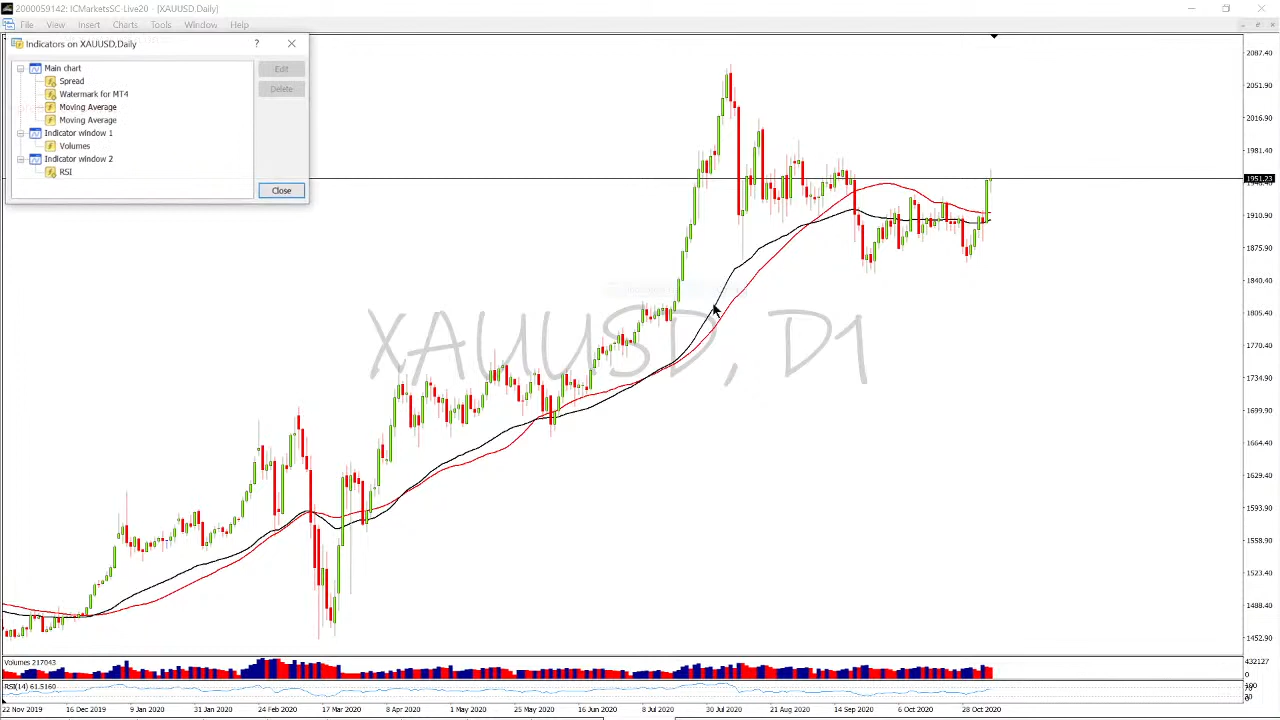 2000059142: ICMarketsSC-Live20 - [XAUUSD,Daily]
File View Charts Tools Window Help
Indicators on XAUUSD,Daily ?
Main chart
Edit
Spread
Delete
Watermark for MT4
Moving Average
Moving Average
Indicator window 1
Volumes
Indicator window 2
RSI
Close
XAUUSD, D1
2087.40
2051.90
2016.90
1981.40
1951.23
1910.90
1875.90
1840.40
1805.40
1770.40
1734.90
1699.90
1664.40
1629.40
1593.90
1558.90
1523.40
1488.40
1452.90
Volumes 217043
432127
0
RSI(14) 61.5160
100
70
30
22 Nov 2019 16 Dec 2019 9 Jan 2020 31 Jan 2020 24 Feb 2020 17 Mar 2020 8 Apr 2020 1 May 2020 25 May 2020 16 Jun 2020 8 Jul 2020 30 Jul 2020 21 Aug 2020 14 Sep 2020 6 Oct 2020 28 Oct 2020